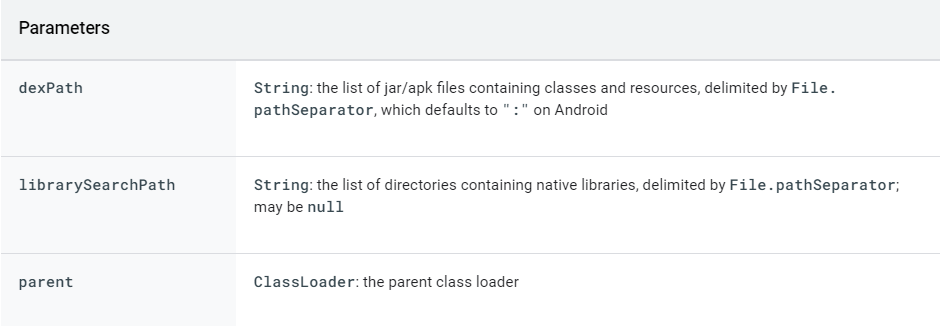 Parameters
dexPath
String: the list of jar/apk files containing classes and resources, delimited by File.
pathSeparator, which defaults to ":" on Android
librarySearchPath
String: the list of directories containing native libraries, delimited by File.pathSeparator;
may be null
parent
ClassLoader: the parent class loader